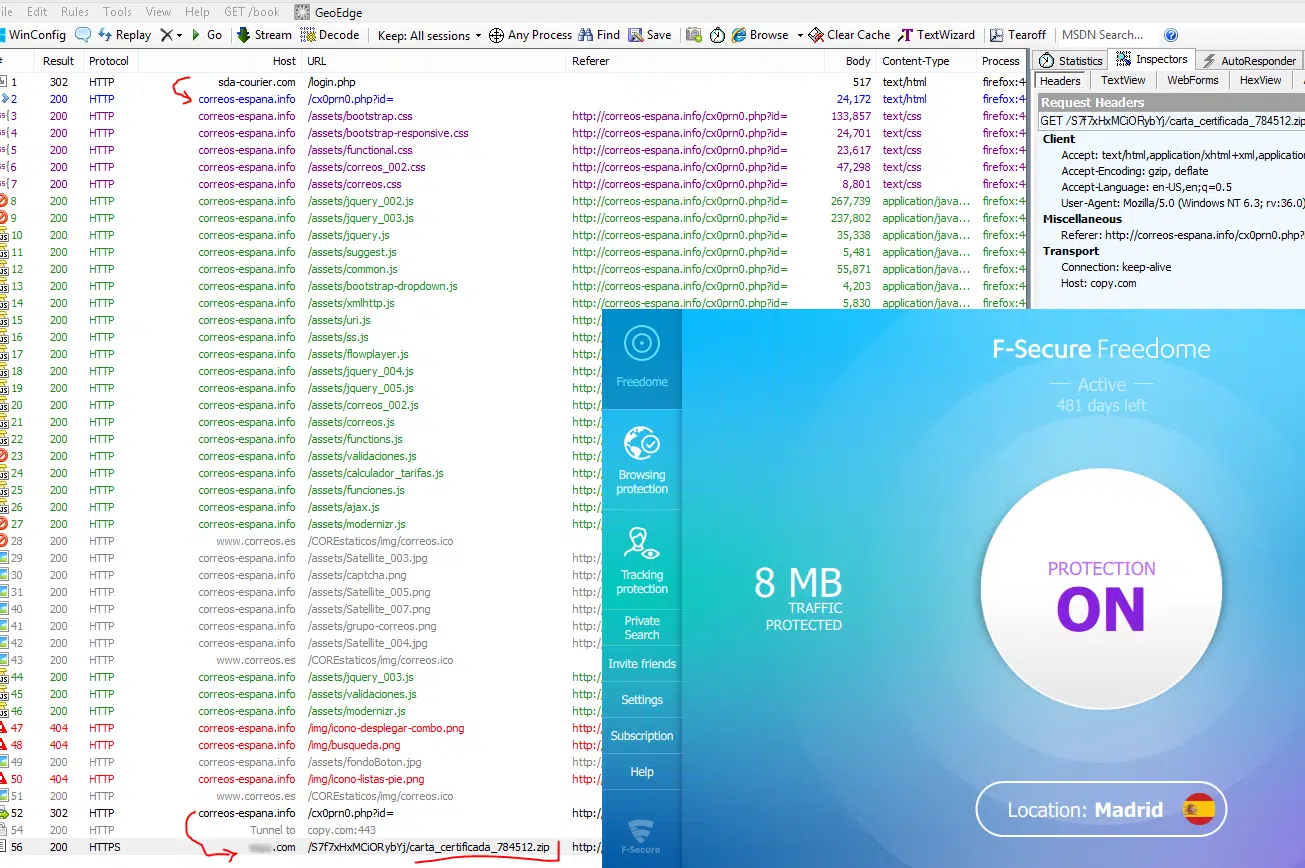 ile Edit Rules Tools View Help GET /book GeoEdge
WinConfig Replay Go Stream Decode Keep: All sessions Any Process Find Save Browse Clear Cache TextWizard Tearoff MSDN Search...
# Result Protocol Host URL Referer Body Content-Type Process
1 302 HTTP sda-courier.com /login.php 517 text/html firefox:4
2 200 HTTP correos-espana.info /cx0prn0.php?id= 24,172 text/html firefox:4
3 200 HTTP correos-espana.info /assets/bootstrap.css http://correos-espana.info/cx0prn0.php?id= 133,857 text/css firefox:4
4 200 HTTP correos-espana.info /assets/bootstrap-responsive.css http://correos-espana.info/cx0prn0.php?id= 24,701 text/css firefox:4
5 200 HTTP correos-espana.info /assets/functional.css http://correos-espana.info/cx0prn0.php?id= 23,617 text/css firefox:4
6 200 HTTP correos-espana.info /assets/correos_002.css http://correos-espana.info/cx0prn0.php?id= 47,298 text/css firefox:4
7 200 HTTP correos-espana.info /assets/correos.css http://correos-espana.info/cx0prn0.php?id= 8,801 text/css firefox:4
8 200 HTTP correos-espana.info /assets/jquery_002.js http://correos-espana.info/cx0prn0.php?id= 267,739 application/java... firefox:4
9 200 HTTP correos-espana.info /assets/jquery_003.js http://correos-espana.info/cx0prn0.php?id= 237,802 application/java... firefox:4
10 200 HTTP correos-espana.info /assets/jquery.js http://correos-espana.info/cx0prn0.php?id= 35,338 application/java... firefox:4
11 200 HTTP correos-espana.info /assets/suggest.js http://correos-espana.info/cx0prn0.php?id= 5,481 application/java... firefox:4
12 200 HTTP correos-espana.info /assets/common.js http://correos-espana.info/cx0prn0.php?id= 55,871 application/java... firefox:4
13 200 HTTP correos-espana.info /assets/bootstrap-dropdown.js http://correos-espana.info/cx0prn0.php?id= 4,203 application/java... firefox:4
14 200 HTTP correos-espana.info /assets/xmlhttp.js http://correos-espana.info/cx0prn0.php?id= 5,830 application/java... firefox:4
15 200 HTTP correos-espana.info /assets/uri.js http:/
16 200 HTTP correos-espana.info /assets/ss.js http:/
17 200 HTTP correos-espana.info /assets/flowplayer.js http:/
18 200 HTTP correos-espana.info /assets/jquery_004.js http:/
19 200 HTTP correos-espana.info /assets/jquery_005.js http:/
20 200 HTTP correos-espana.info /assets/correos_002.js http:/
21 200 HTTP correos-espana.info /assets/correos.js http:/
22 200 HTTP correos-espana.info /assets/functions.js http:/
23 200 HTTP correos-espana.info /assets/validaciones.js http:/
24 200 HTTP correos-espana.info /assets/calculador_tarifas.js http:/
25 200 HTTP correos-espana.info /assets/funciones.js http:/
26 200 HTTP correos-espana.info /assets/ajax.js http:/
27 200 HTTP correos-espana.info /assets/modernizr.js http:/
28 200 HTTP www.correos.es /COREstaticos/img/correos.ico
29 200 HTTP correos-espana.info /assets/Satellite_003.jpg http:/
30 200 HTTP correos-espana.info /assets/captcha.png http:/
31 200 HTTP correos-espana.info /assets/Satellite_005.png http:/
40 200 HTTP correos-espana.info /assets/Satellite_007.png http:/
41 200 HTTP correos-espana.info /assets/grupo-correos.png http:/
42 200 HTTP correos-espana.info /assets/Satellite_004.jpg http:/
43 200 HTTP www.correos.es /COREstaticos/img/correos.ico
44 200 HTTP correos-espana.info /assets/jquery_003.js http:/
45 200 HTTP correos-espana.info /assets/validaciones.js http:/
46 200 HTTP correos-espana.info /assets/modernizr.js http:/
47 404 HTTP correos-espana.info /img/icono-desplegar-combo.png http:/
48 404 HTTP correos-espana.info /img/busqueda.png http:/
49 200 HTTP correos-espana.info /assets/fondoBoton.jpg http:/
50 404 HTTP correos-espana.info /img/icono-listas-pie.png http:/
51 200 HTTP www.correos.es /COREstaticos/img/correos.ico
52 302 HTTP correos-espana.info /cx0prn0.php?id= http:/
54 200 HTTP Tunnel to copy.com:443
56 200 HTTPS .com /S7f7xHxMCiORybYj/carta_certificada_784512.zip http:/
Statistics Inspectors AutoResponder
Headers TextView WebForms HexView
Request Headers
GET /S7f7xHxMCiORybYj/carta_certificada_784512.zip
Client
Accept: text/html,application/xhtml+xml,application
Accept-Encoding: gzip, deflate
Accept-Language: en-US,en;q=0.5
User-Agent: Mozilla/5.0 (Windows NT 6.3; rv:36.0)
Miscellaneous
Referer: http://correos-espana.info/cx0prn0.php?
Transport
Connection: keep-alive
Host: copy.com
Freedome
Browsing
protection
Tracking
protection
Private
Search
Invite friends
Settings
Subscription
Help
F-Secure
F-Secure Freedome
Active
481 days left
8 MB
TRAFFIC
PROTECTED
PROTECTION
ON
Location: Madrid